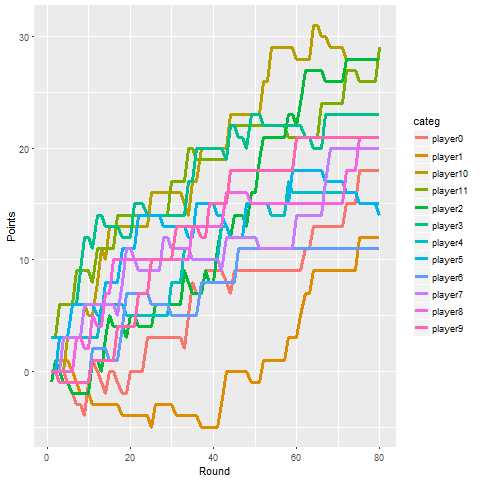 30
20
10
0
Points
0
20
40
60
80
Round
categ
player0
player1
player10
player11
player2
player3
player4
player5
player6
player7
player8
player9